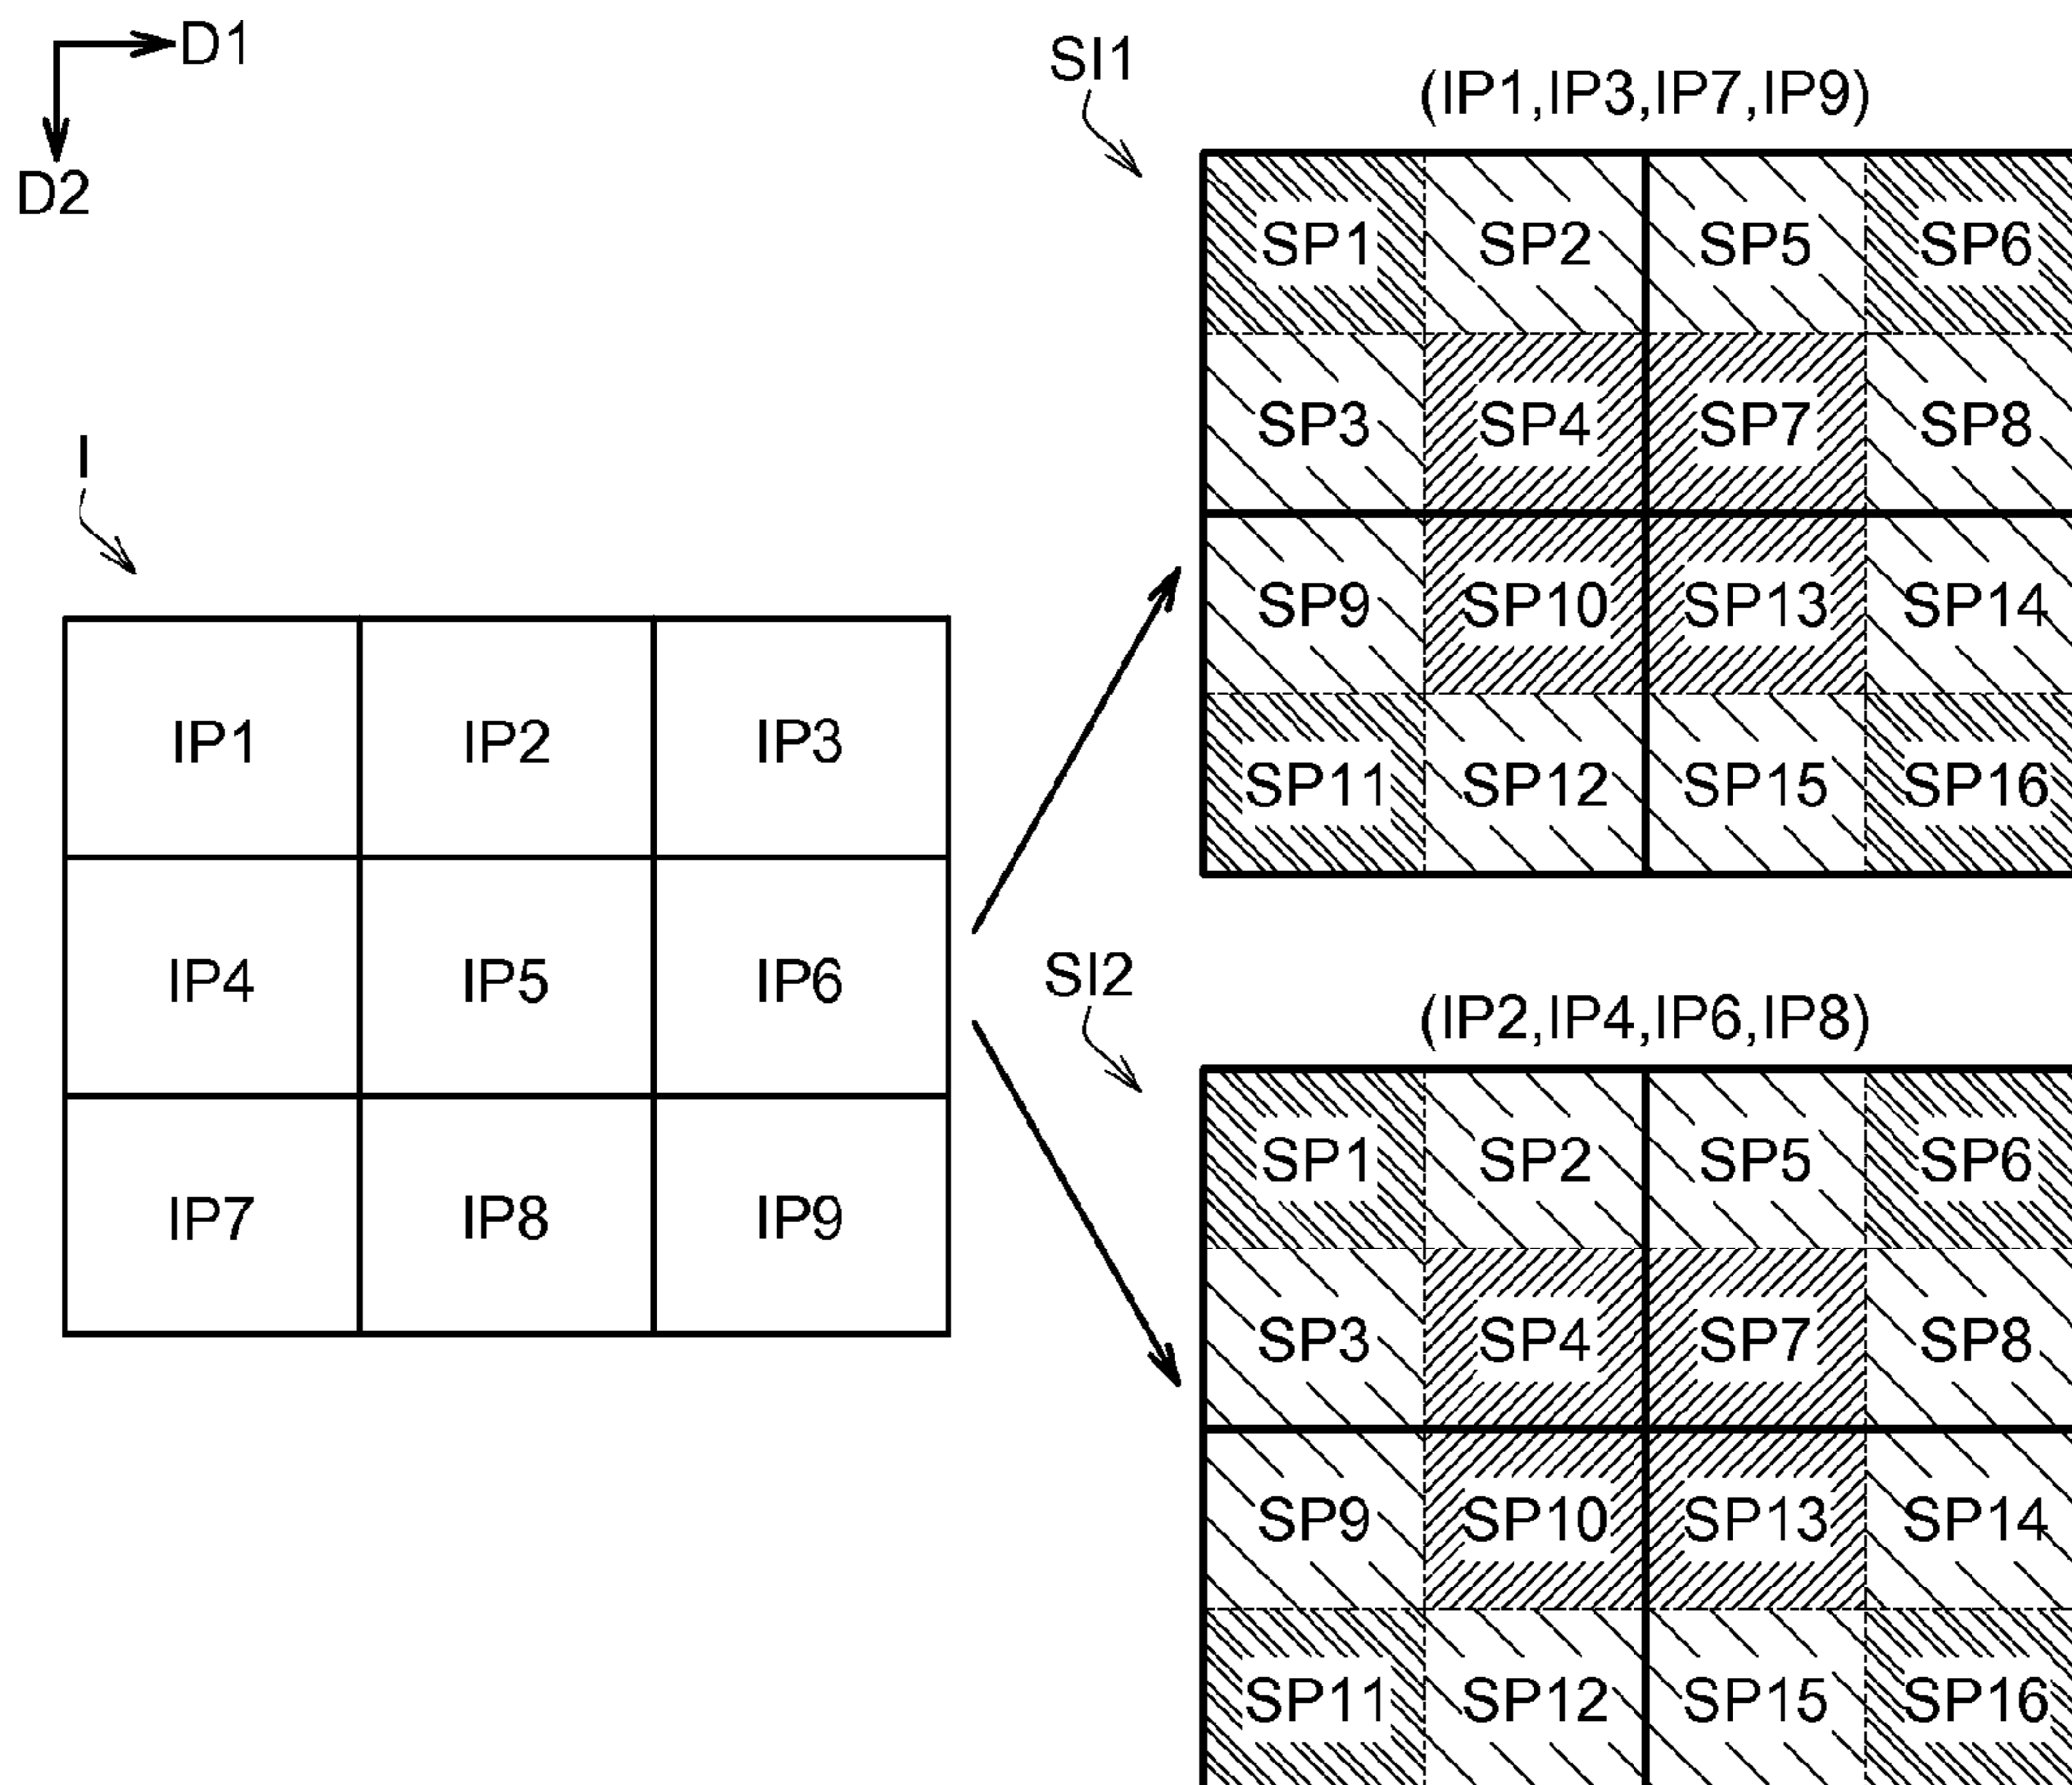 D1
D2
I
IP1 IP2 IP3
IP4 IP5 IP6
IP7 IP8 IP9
SI1
(IP1,IP3,IP7,IP9)
SP1 SP2 SP5 SP6
SP3 SP4 SP7 SP8
SP9 SP10 SP13 SP14
SP11 SP12 SP15 SP16
SI2
(IP2,IP4,IP6,IP8)
SP1 SP2 SP5 SP6
SP3 SP4 SP7 SP8
SP9 SP10 SP13 SP14
SP11 SP12 SP15 SP16